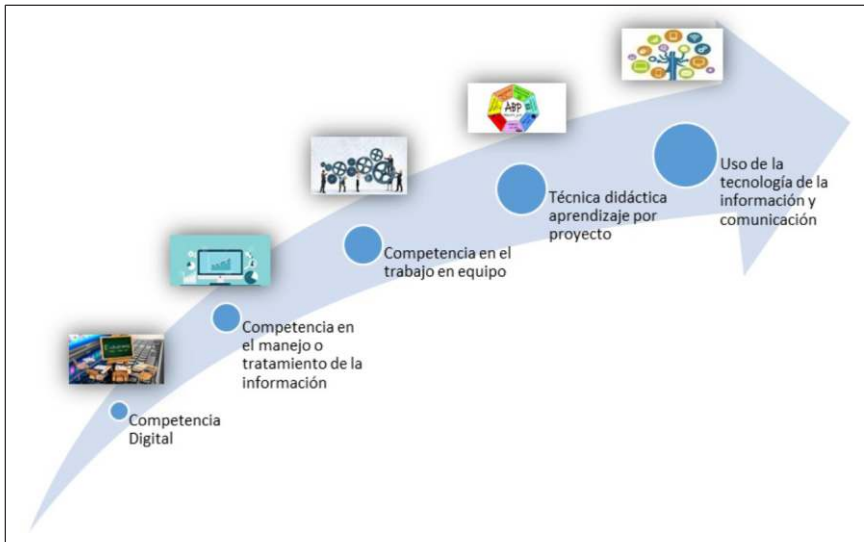 Competencia
Digital
Competencia en
el manejo o
tratamiento de la
información
Competencia en el
trabajo en equipo
ABP
Técnica didáctica
aprendizaje por
proyecto
Uso de la
tecnología de la
información y
comunicación